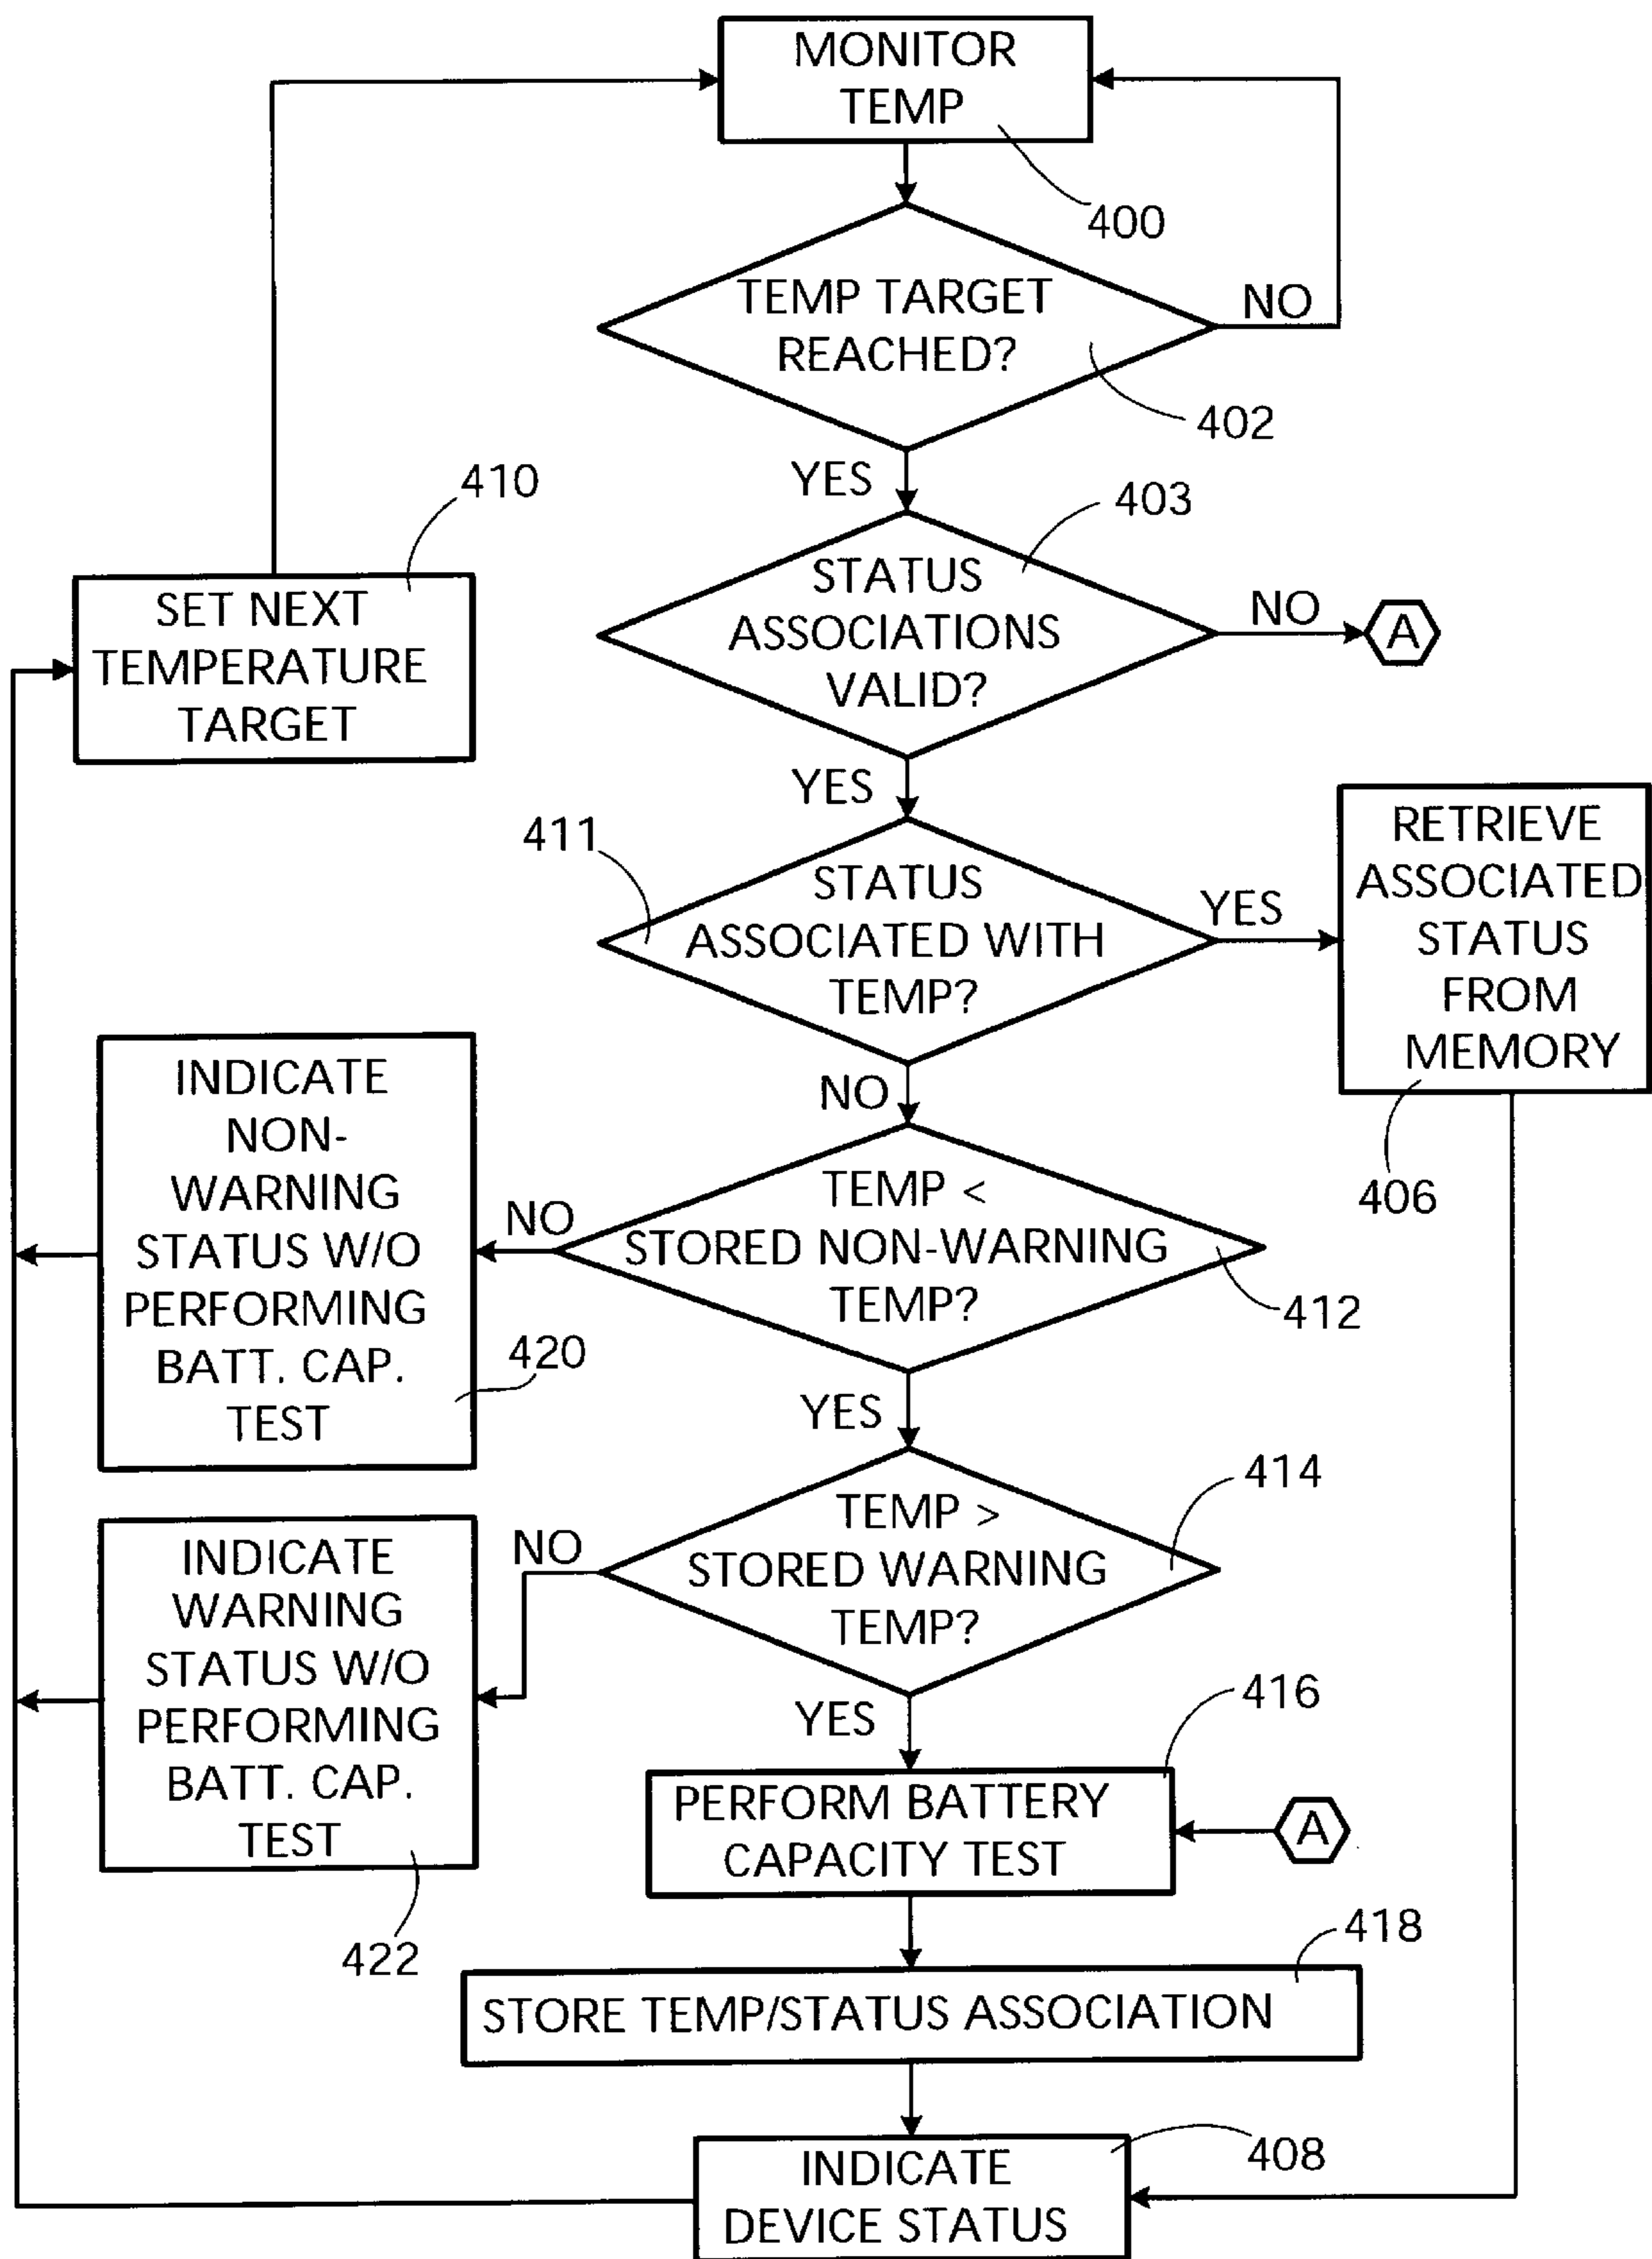 MONITOR
TEMP
400
TEMP TARGET
REACHED?
NO
402
YES
410
403
SET NEXT
TEMPERATURE
TARGET
STATUS
ASSOCIATIONS
VALID?
NO
A
YES
411
STATUS
ASSOCIATED WITH
TEMP?
YES
RETRIEVE
ASSOCIATED
STATUS
FROM
MEMORY
406
NO
INDICATE
NON-
WARNING
STATUS W/O
PERFORMING
BATT. CAP.
TEST
420
NO
TEMP <
STORED NON-WARNING
TEMP?
412
YES
414
TEMP >
STORED WARNING
TEMP?
NO
INDICATE
WARNING
STATUS W/O
PERFORMING
BATT. CAP.
TEST
422
YES
416
PERFORM BATTERY
CAPACITY TEST
A
418
STORE TEMP/STATUS ASSOCIATION
408
INDICATE
DEVICE STATUS